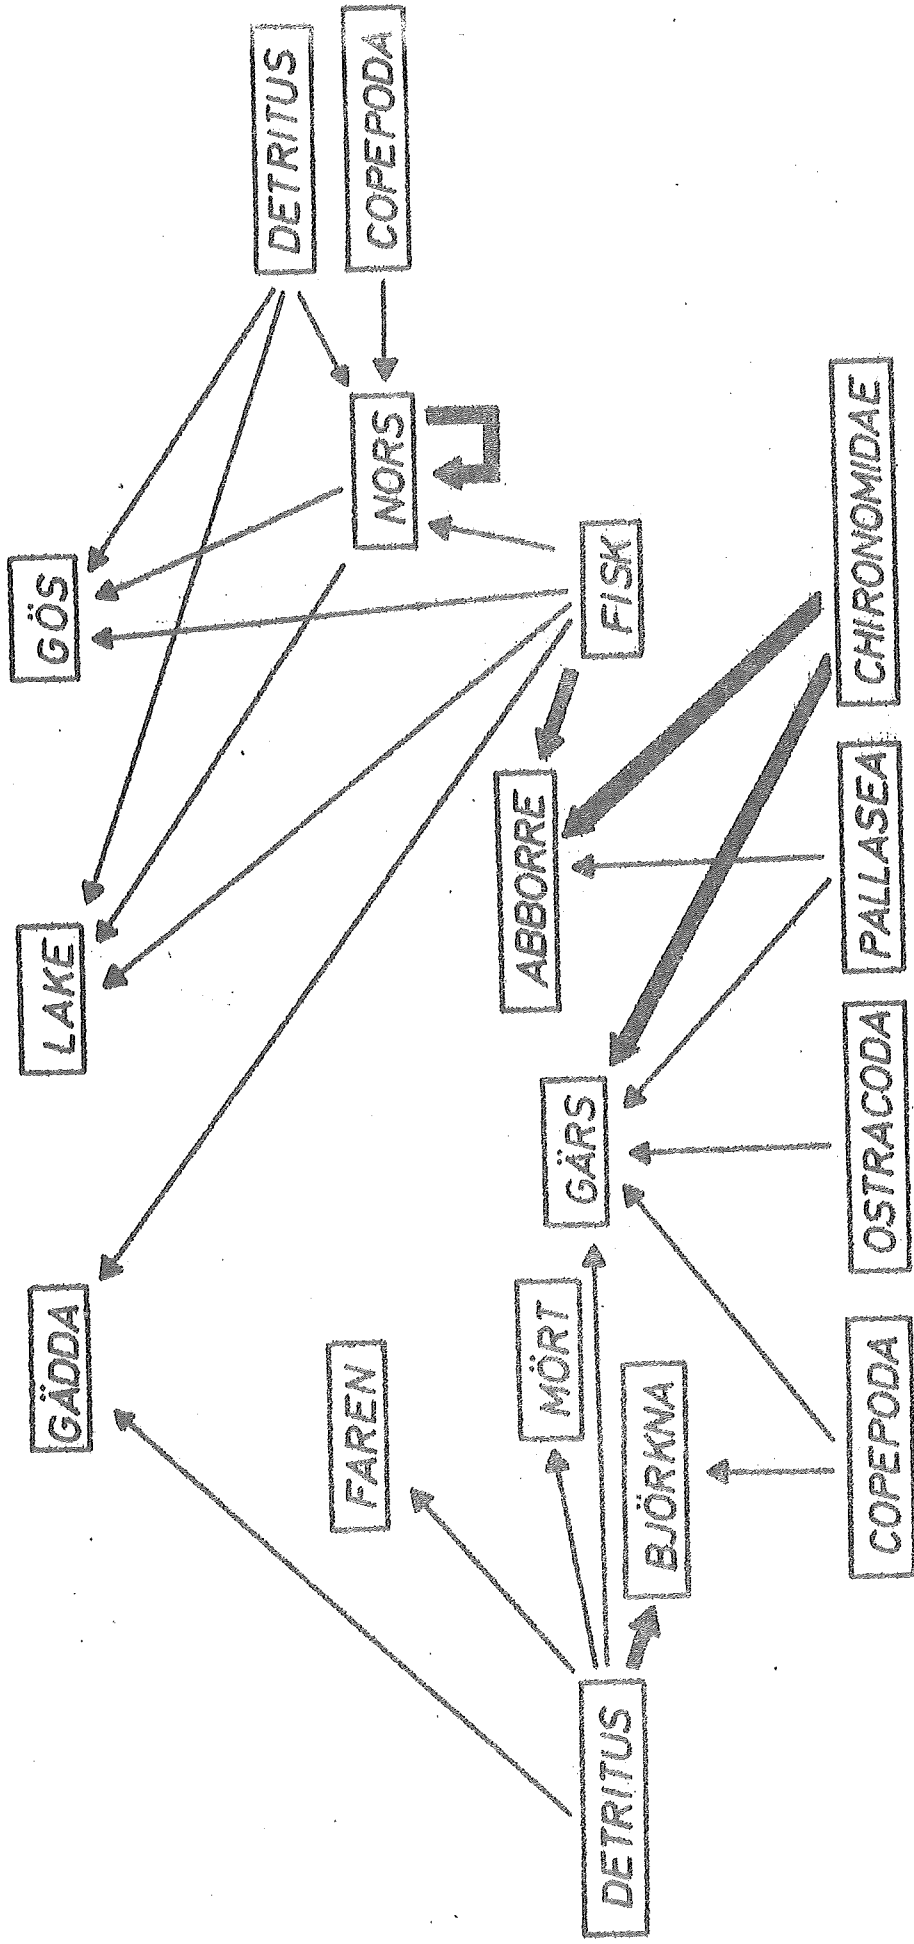 GÄDDA
LAKE
GÖS
DETRITUS
COPEPODA
FAREN
NORS
MÖRT
GÄRS
ABBORRE
FISK
DETRITUS
BJÖRKNA
COPEPODA
OSTRACODA
PALLASEA
CHIRONOMIDAE